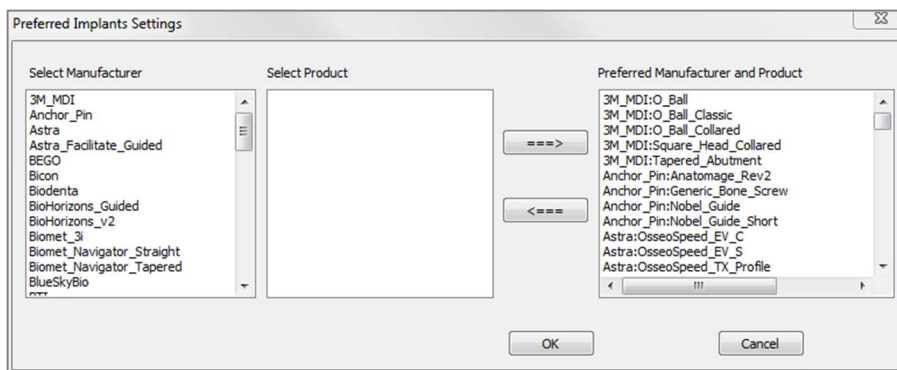 Preferred Implants Settings
Select Manufacturer
Select Product
Preferred Manufacturer and Product
3M_MDI
Anchor_Pin
Astra
Astra_Facilitate_Guided
BEGO
Bicon
Biodenta
BioHorizons_Guided
BioHorizons_v2
Biomet_3i
Biomet_Navigator_Straight
Biomet_Navigator_Tapered
BlueSkyBio
===>
<===
3M_MDI:O_Ball
3M_MDI:O_Ball_Classic
3M_MDI:O_Ball_Collared
3M_MDI:Square_Head_Collared
3M_MDI:Tapered_Abutment
Anchor_Pin:Anatomage_Rev2
Anchor_Pin:Generic_Bone_Screw
Anchor_Pin:Nobel_Guide
Anchor_Pin:Nobel_Guide_Short
Astra:OsseoSpeed_EV_C
Astra:OsseoSpeed_EV_S
Astra:OsseoSpeed_TX_Profile
OK
Cancel